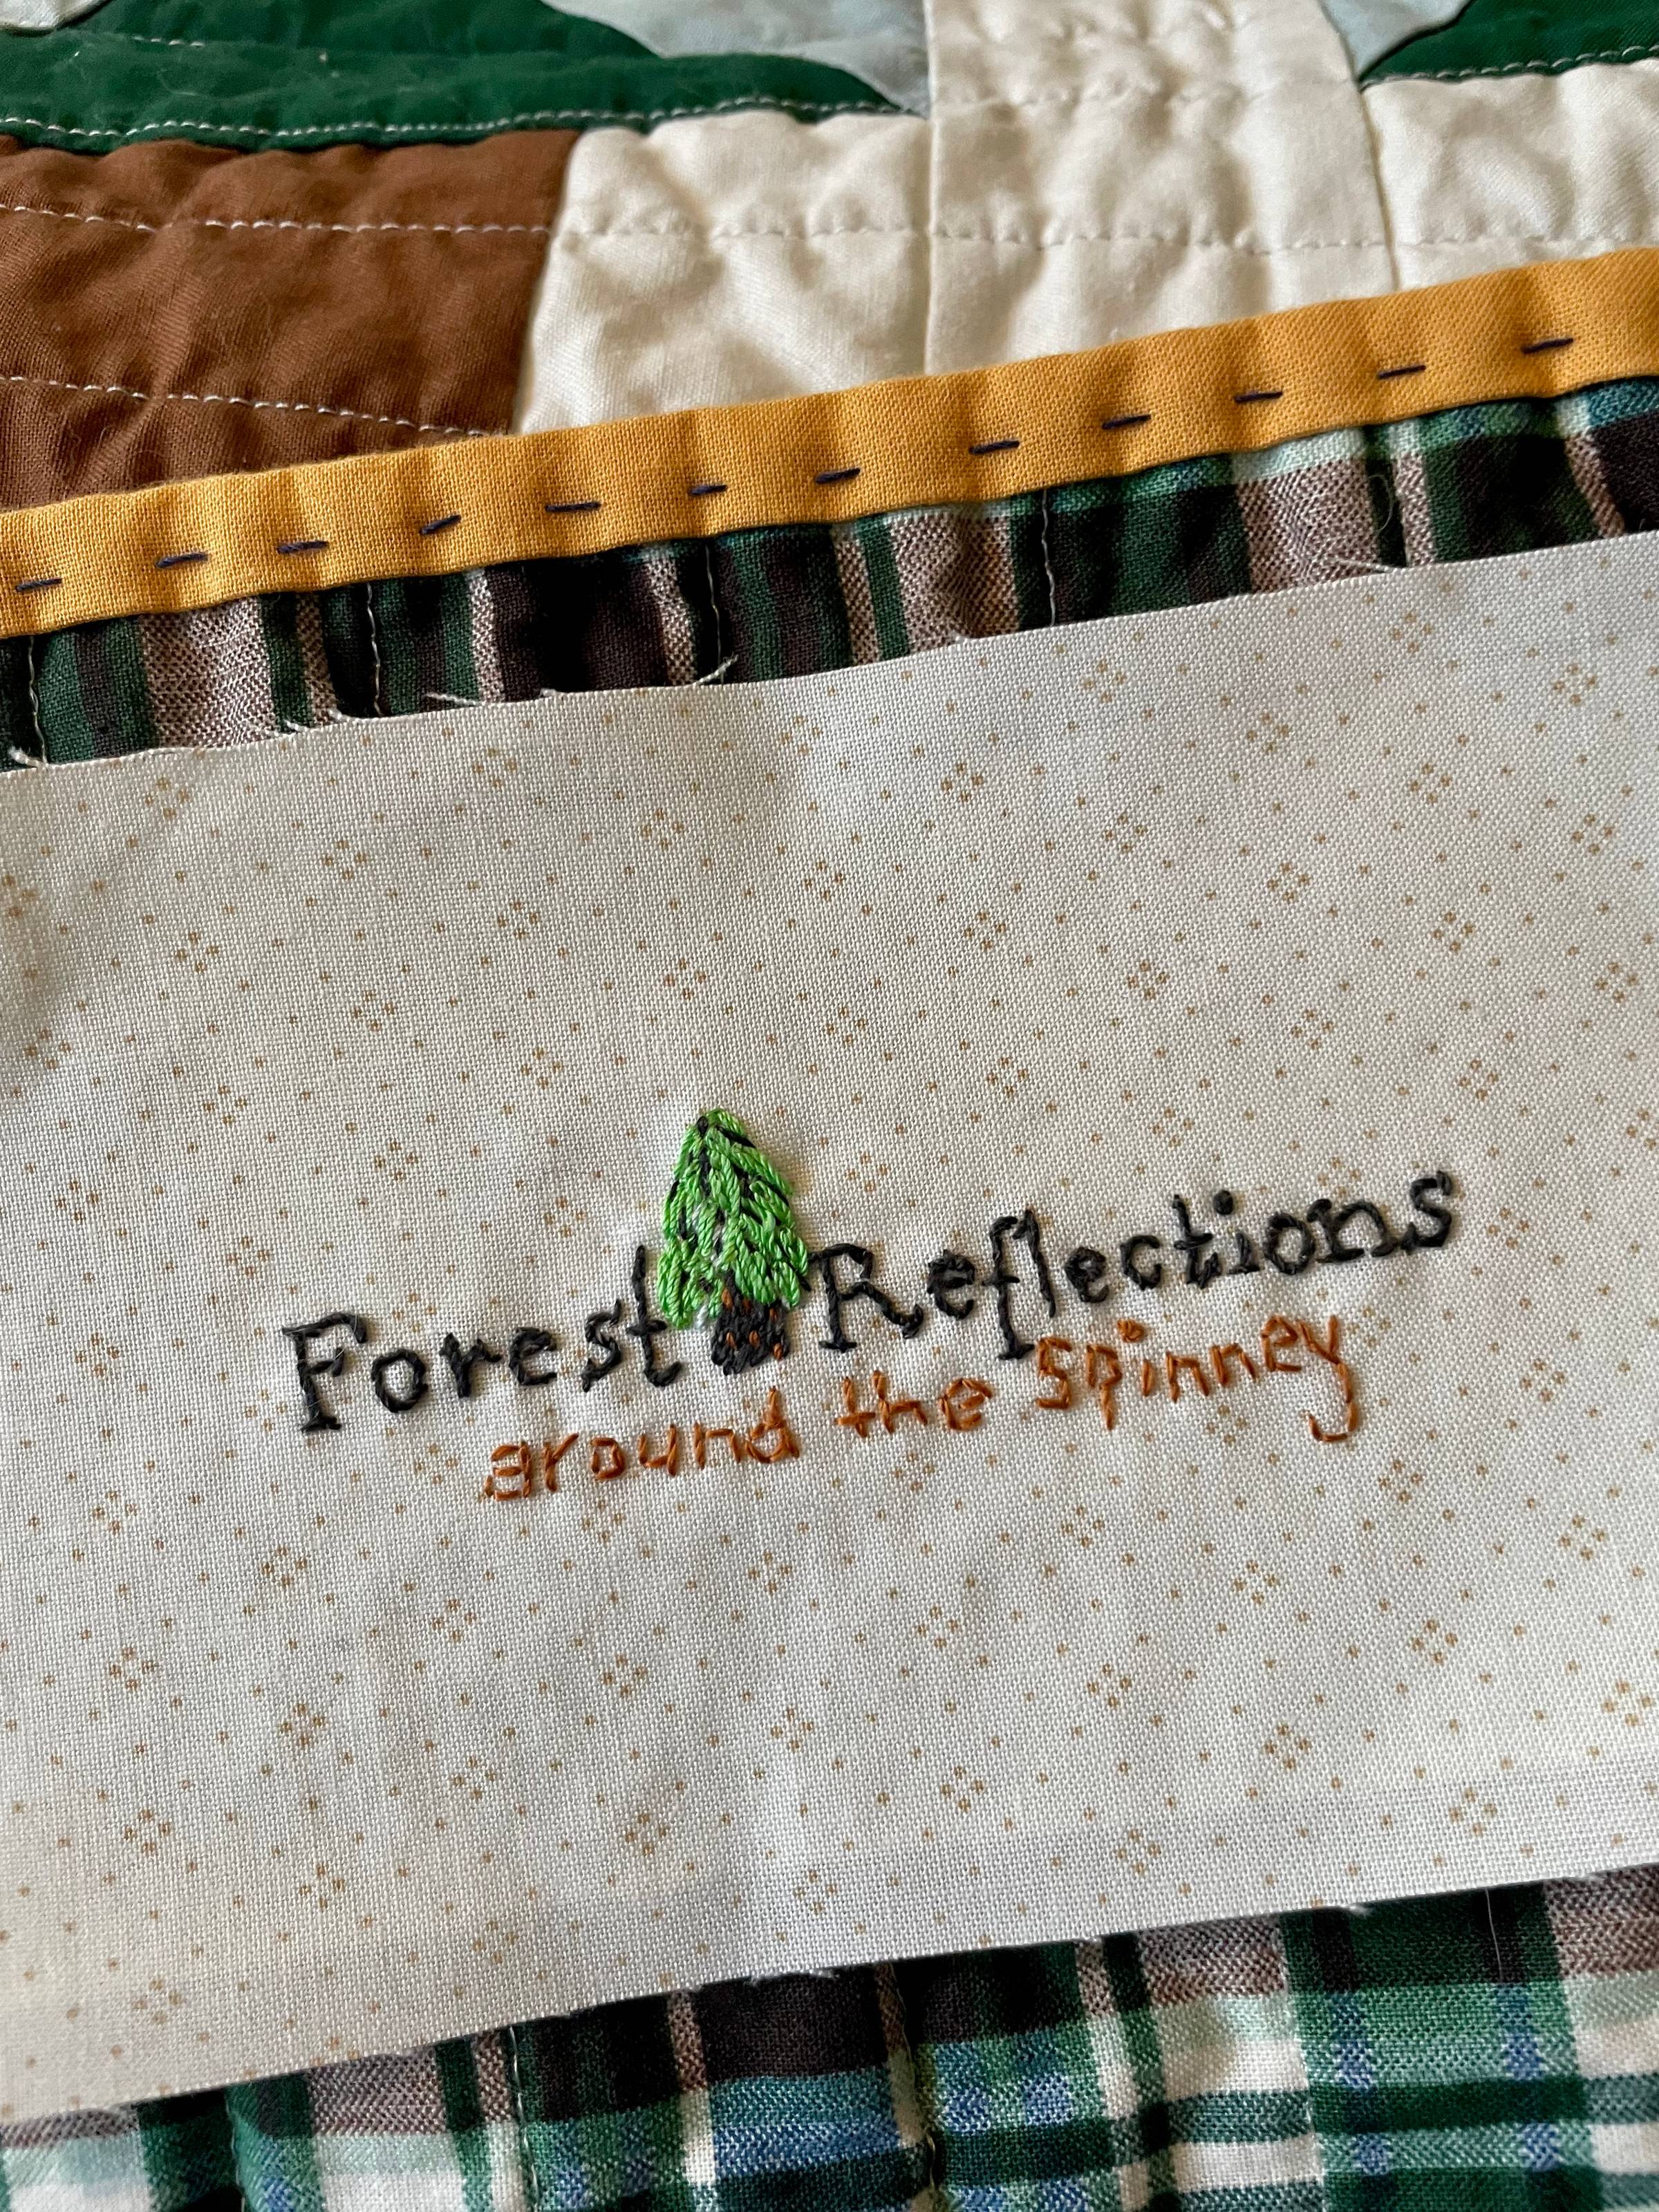 Forest Reflections
around the Spinney